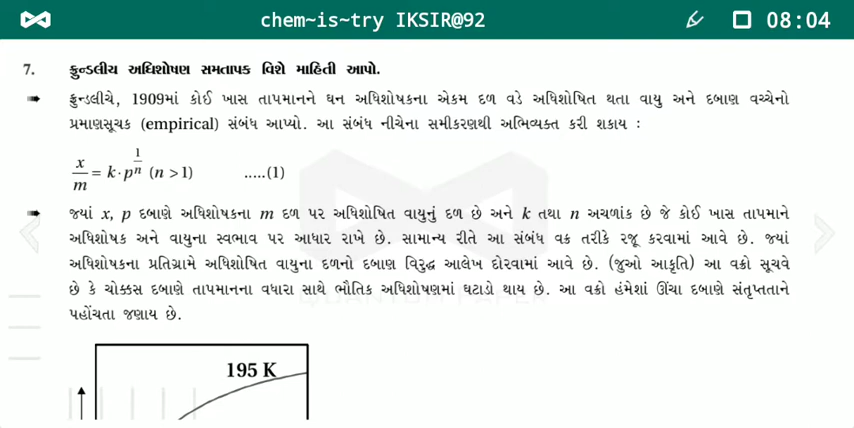 chem~is~try IKSIR@92
08:04
7. ફ્રુન્ડલીચ અધિશોષણ સમતાપક વિશે માહિતી આપો.
➠ ફ્રુન્ડલીચે, 1909માં કોઈ ખાસ તાપમાનને ઘન અધિશોષકના એકમ દળ વડે અધિશોષિત થતા વાયુ અને દબાણ વચ્ચેનો
પ્રમાણસૂચક (empirical) સંબંધ આપ્યો. આ સંબંધ નીચેના સમીકરણથી અભિવ્યક્ત કરી શકાય :
x/m = k·p^(1/n) (n > 1) .....(1)
➠ જ્યાં x, p દબાણે અધિશોષકના m દળ પર અધિશોષિત વાયુનું દળ છે અને k તથા n અચળાંક છે જે કોઈ ખાસ તાપમાને
અધિશોષક અને વાયુના સ્વભાવ પર આધાર રાખે છે. સામાન્ય રીતે આ સંબંધ વક્ર તરીકે રજૂ કરવામાં આવે છે. જ્યાં
અધિશોષકના પ્રતિગ્રામે અધિશોષિત વાયુના દળનો દબાણ વિરુદ્ધ આલેખ દોરવામાં આવે છે. (જુઓ આકૃતિ) આ વક્રો સૂચવે
છે કે ચોક્કસ દબાણે તાપમાનના વધારા સાથે ભૌતિક અધિશોષણમાં ઘટાડો થાય છે. આ વક્રો હંમેશાં ઊંચા દબાણે સંતૃપ્તતાને
પહોંચતા જણાય છે.
QUANTUM PAPER
195 K